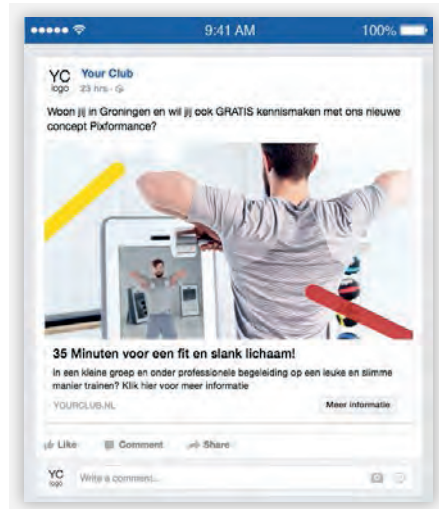 9:41 AM
100%
YC
logo
Your Club
23 hrs
Woon jij in Groningen en wil jij ook GRATIS kennismaken met ons nieuwe
concept Pixformance?
35 Minuten voor een fit en slank lichaam!
In een kleine groep en onder professionele begeleiding op een leuke en slimme
manier trainen? Klik hier voor meer informatie
YOURCLUB.NL
Meer informatie
Like
Comment
Share
YC
logo
Write a comment...